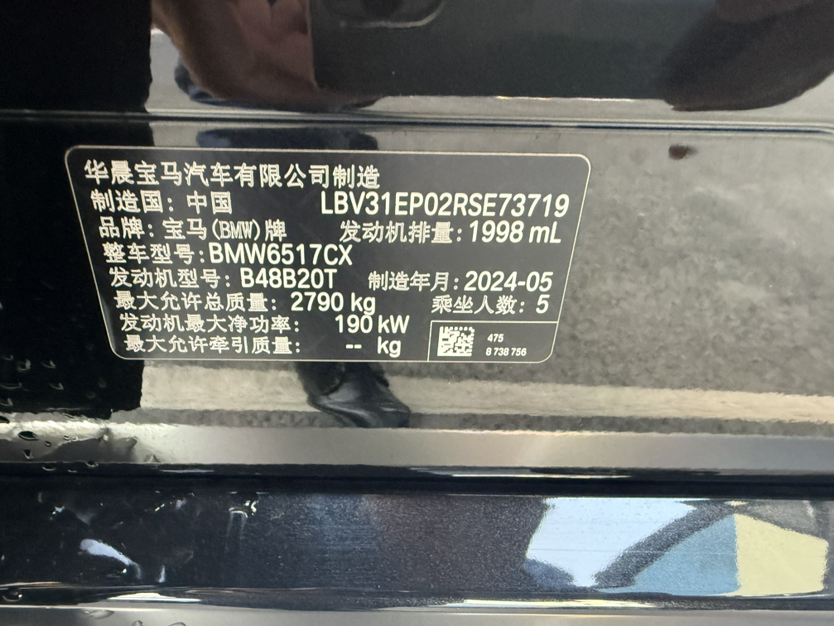 华晨宝马汽车有限公司制造
制造国: 中国 LBV31EP02RSE73719
品牌: 宝马(BMW)牌 发动机排量: 1998 mL
整车型号: BMW6517CX
发动机型号: B48B20T 制造年月: 2024-05
最大允许总质量: 2790 kg 乘坐人数: 5
发动机最大净功率: 190 kW
最大允许牵引质量: -- kg
475
8 738 756